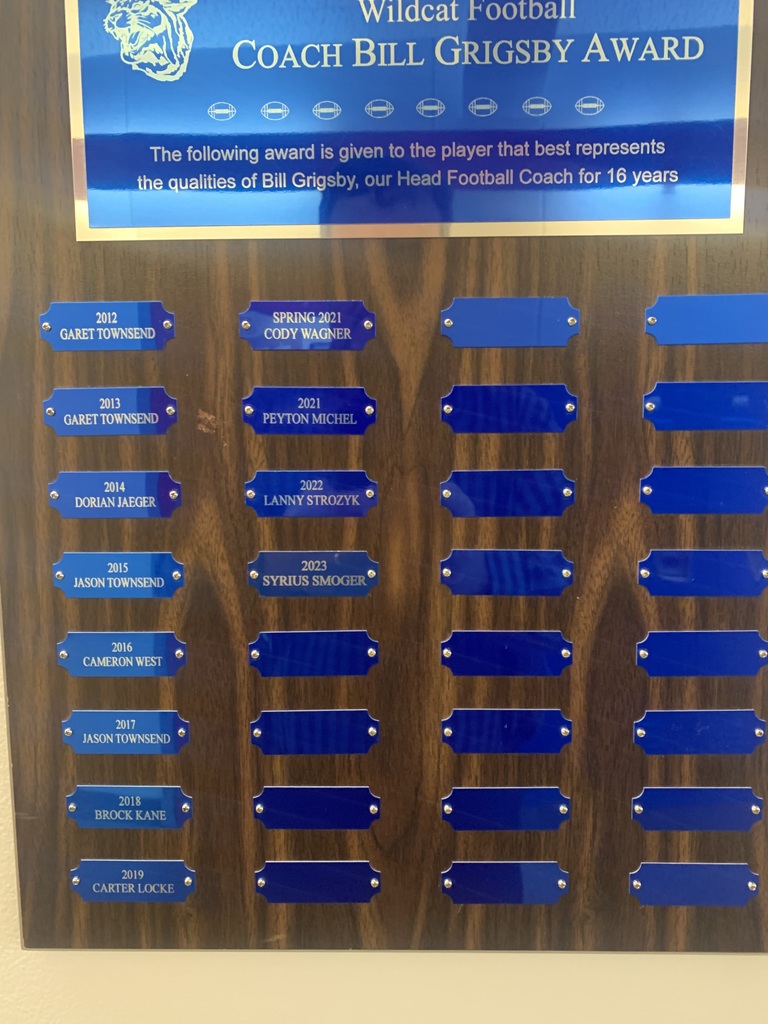 Wildcat Football
COACH BILL GRIGSBY AWARD
The following award is given to the player that best represents
the qualities of Bill Grigsby, our Head Football Coach for 16 years
2012
GARET TOWNSEND
2013
GARET TOWNSEND
2014
DORIAN JAEGER
2015
JASON TOWNSEND
2016
CAMERON WEST
2017
JASON TOWNSEND
2018
BROCK KANE
2019
CARTER LOCKE
SPRING 2021
CODY WAGNER
2021
PEYTON MICHEL
2022
LANNY STROZYK
2023
SYRIUS SMOGER